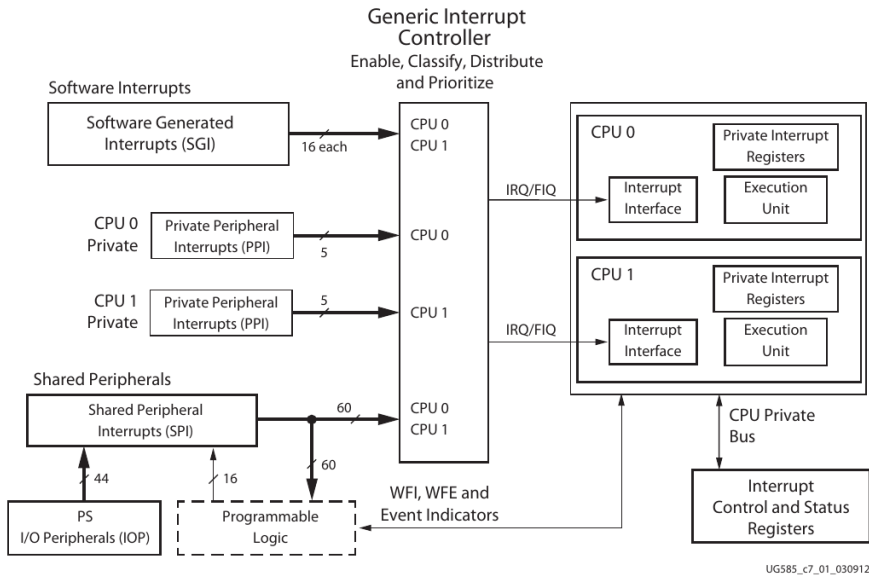 Generic Interrupt
Controller
Enable, Classify, Distribute
and Prioritize
Software Interrupts
Software Generated
Interrupts (SGI)
16 each
CPU 0
CPU 1
CPU 0
Private
Private Peripheral
Interrupts (PPI)
5
CPU 0
CPU 1
Private
Private Peripheral
Interrupts (PPI)
5
CPU 1
Shared Peripherals
Shared Peripheral
Interrupts (SPI)
60
CPU 0
CPU 1
60
44
16
PS
I/O Peripherals (IOP)
Programmable
Logic
IRQ/FIQ
IRQ/FIQ
CPU 0
Private Interrupt
Registers
Interrupt
Interface
Execution
Unit
CPU 1
Private Interrupt
Registers
Interrupt
Interface
Execution
Unit
WFI, WFE and
Event Indicators
CPU Private
Bus
Interrupt
Control and Status
Registers
UG585_c7_01_030912